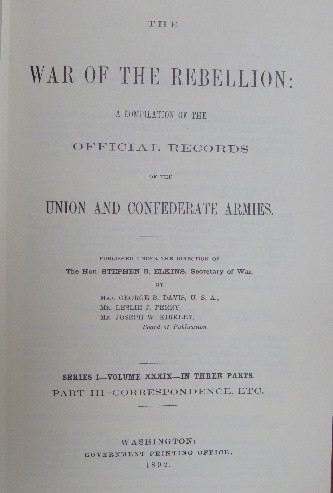 THE
WAR OF THE REBELLION:
A COMPILATION OF THE
OFFICIAL RECORDS
OF THE
UNION AND CONFEDERATE ARMIES.
PUBLISHED UNDER THE DIRECTION OF
The Hon. STEPHEN B. ELKINS, Secretary of War,
BY
MAJ. GEORGE B. DAVIS, U. S. A.,
MR. LESLIE J. PERRY,
MR. JOSEPH W. KIRKLEY,
Board of Publication.
SERIES I—VOLUME XXXIX—IN THREE PARTS.
PART III—CORRESPONDENCE, ETC.
WASHINGTON:
GOVERNMENT PRINTING OFFICE.
1892.